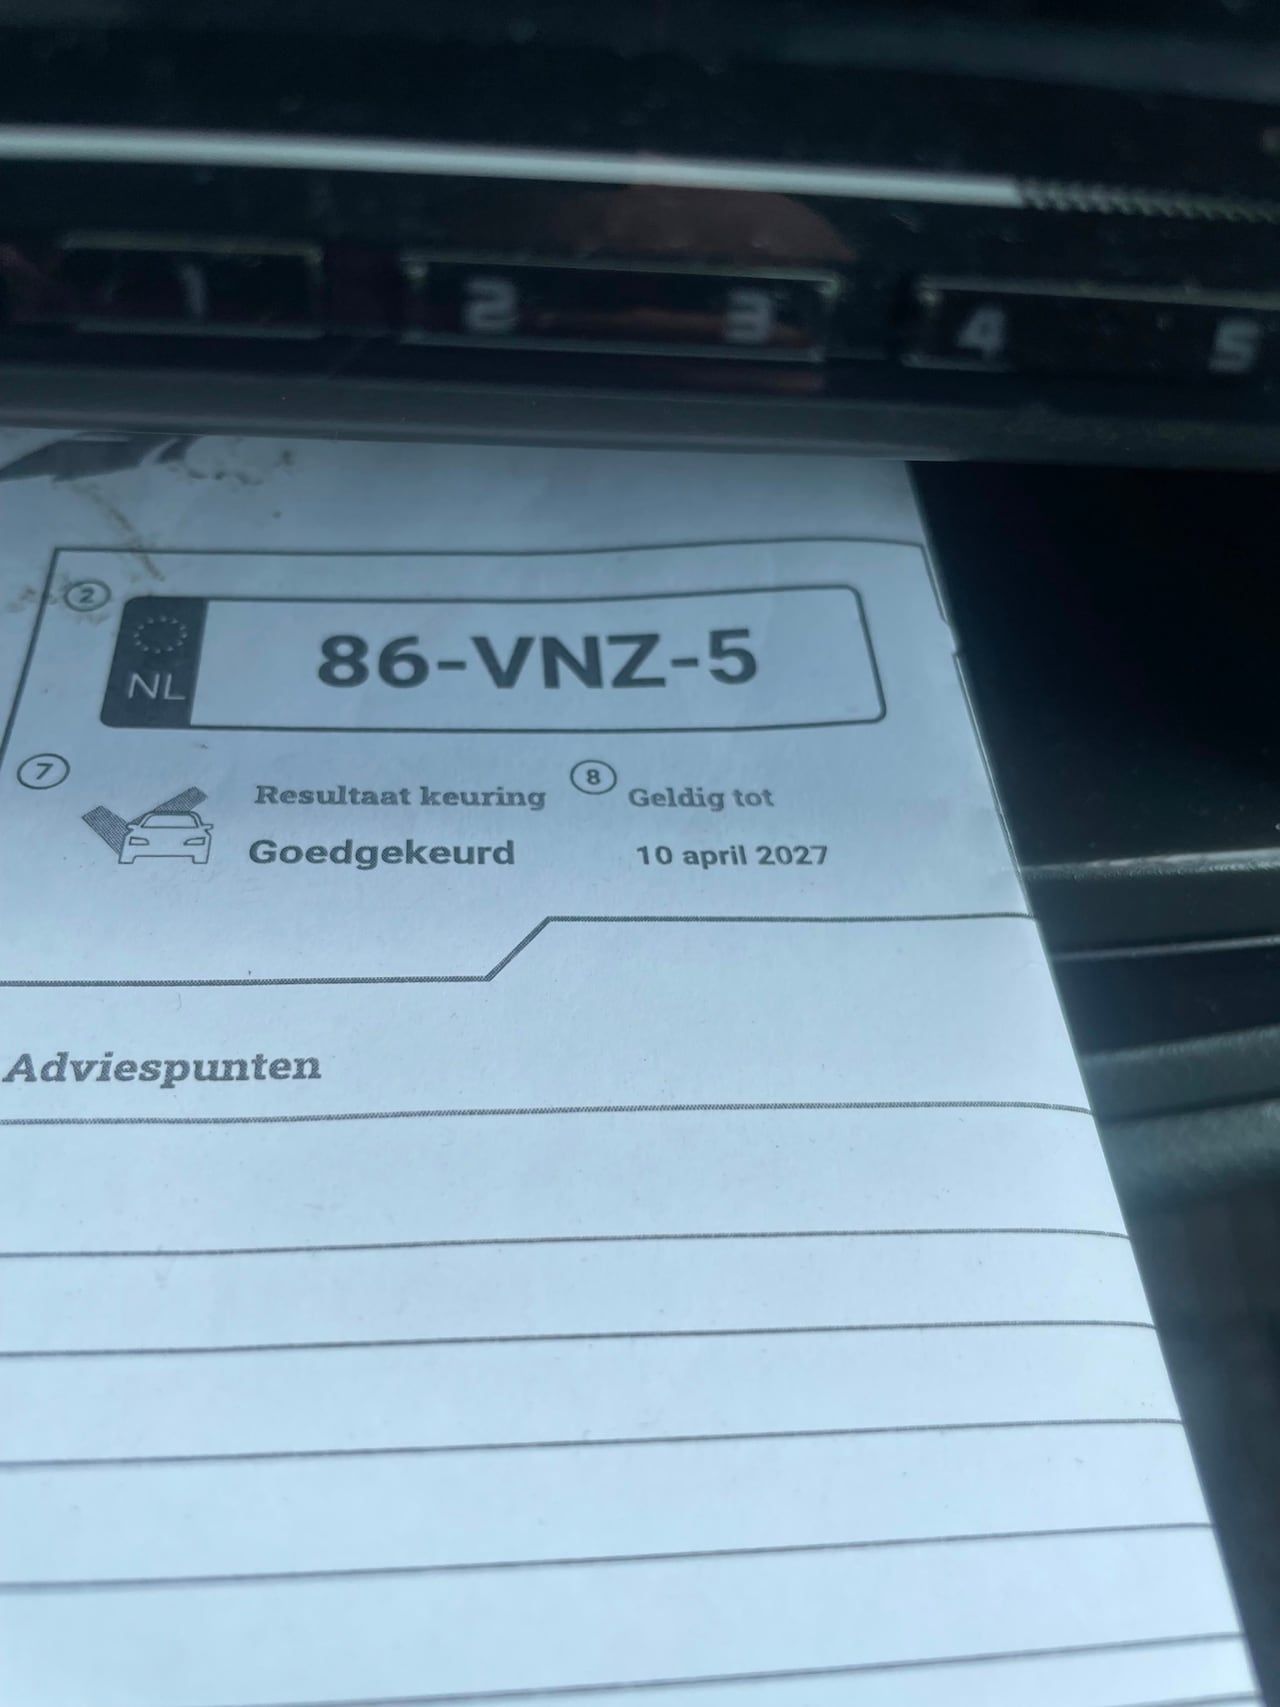 1 2 3 4 5
2
NL 86-VNZ-5
7 Resultaat keuring 8 Geldig tot
Goedgekeurd 10 april 2027
Adviespunten